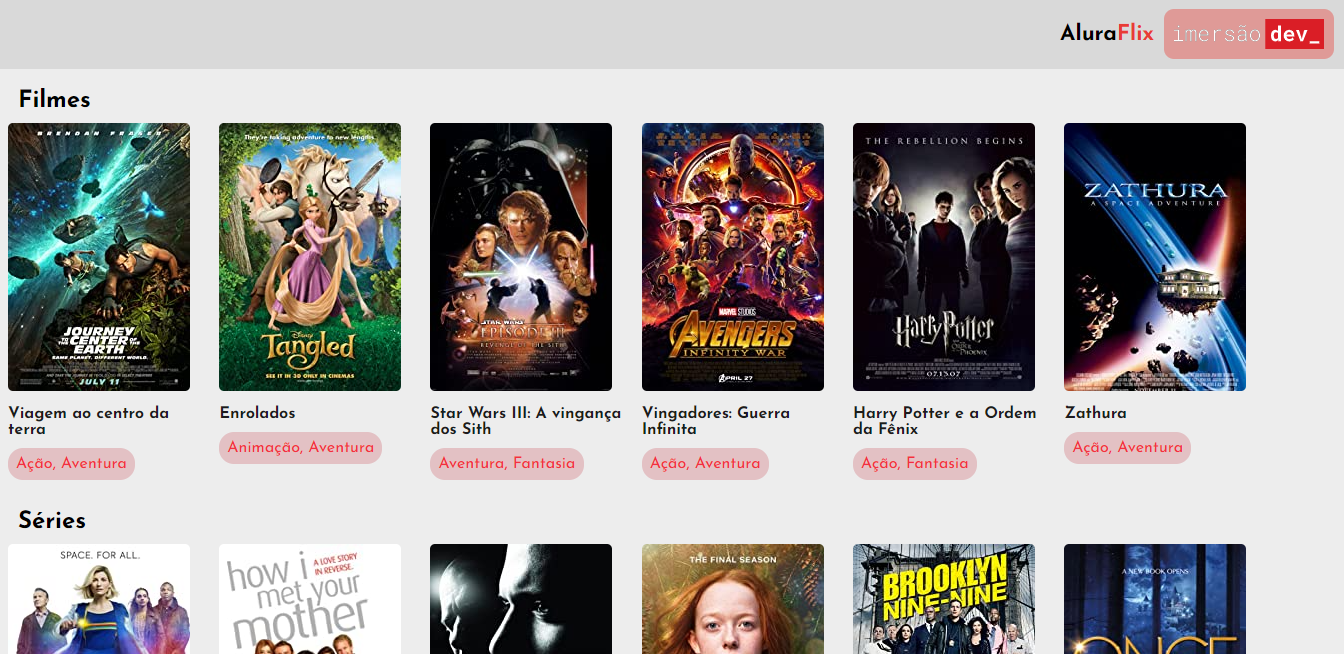 AluraFlix imersão dev_
Filmes
BRENDAN FRASER
JOURNEY
TO THE CENTER OF THE
EARTH
SAME PLANET. DIFFERENT WORLD.
JULY 11
They're taking adventure to new lengths.
Disney
Tangled
SEE IT IN 3D ONLY IN CINEMAS
STAR WARS
EPISODE III
REVENGE OF THE SITH
MARVEL STUDIOS
AVENGERS
INFINITY WAR
APRIL 27
THE REBELLION BEGINS
Harry Potter
AND THE
ORDER OF THE PHOENIX
07.13.07
ZATHURA
A SPACE ADVENTURE
Viagem ao centro da
terra
Ação, Aventura
Enrolados
Animação, Aventura
Star Wars III: A vingança
dos Sith
Aventura, Fantasia
Vingadores: Guerra
Infinita
Ação, Aventura
Harry Potter e a Ordem
da Fênix
Ação, Fantasia
Zathura
Ação, Aventura
Séries
SPACE. FOR ALL.
how i
met your
mother
A LOVE STORY
IN REVERSE.
THE FINAL SEASON
BROOKLYN
NINE-NINE
A NEW BOOK OPENS
ONCE